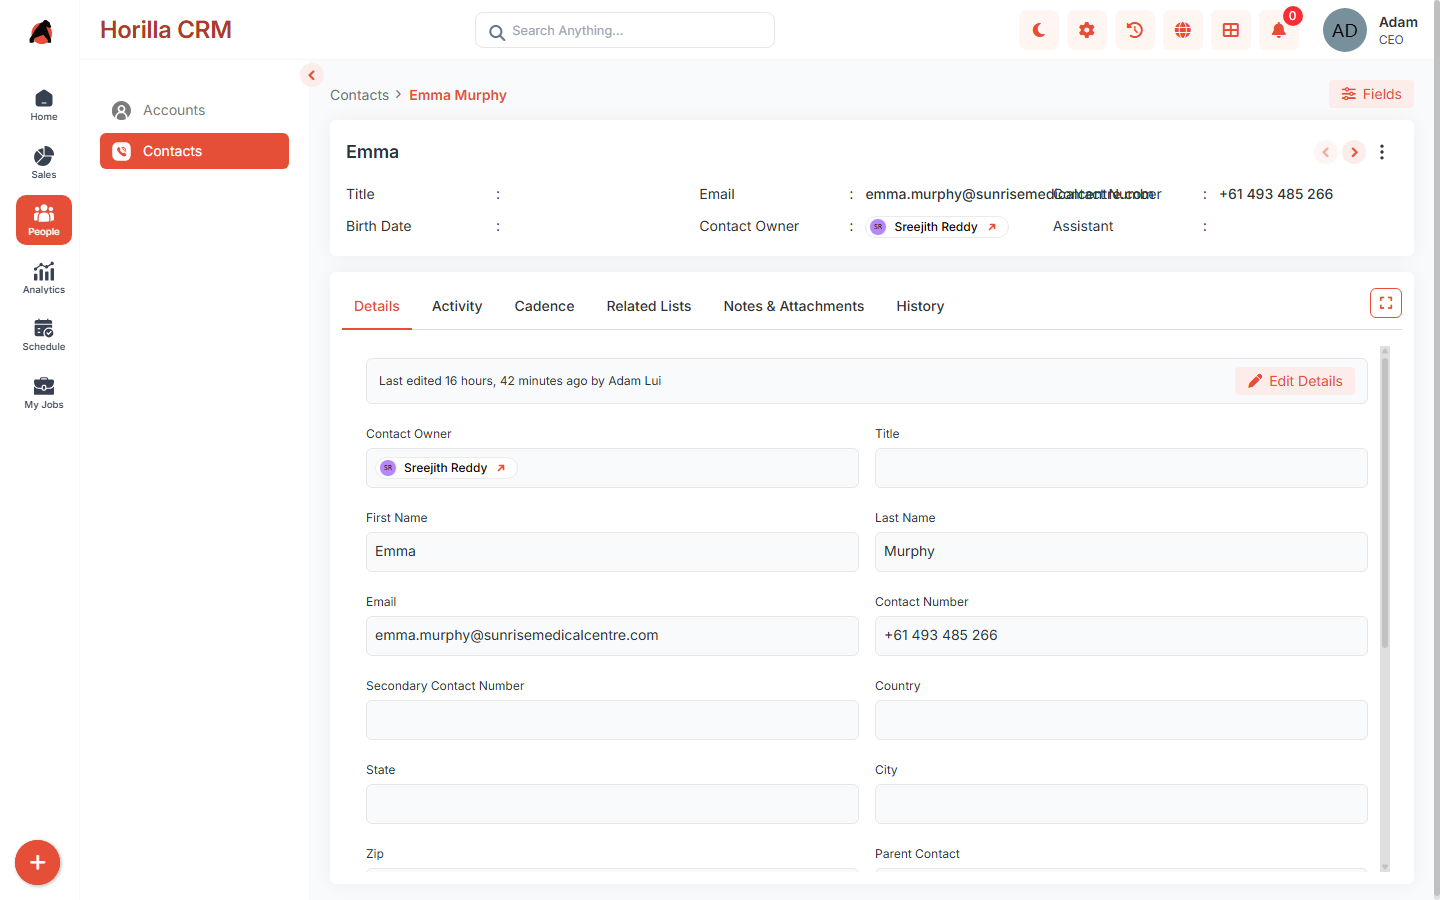 Horilla CRM
Search Anything...
0
AD
Adam
CEO
Home
Sales
People
Analytics
Schedule
My Jobs
Accounts
Contacts
Contacts > Emma Murphy
Fields
Emma
Title :
Email : emma.murphy@sunrisemedicalcentre.com
Contact Number : +61 493 485 266
Birth Date :
Contact Owner : SR Sreejith Reddy
Assistant :
Details
Activity
Cadence
Related Lists
Notes & Attachments
History
Last edited 16 hours, 42 minutes ago by Adam Lui
Edit Details
Contact Owner
SR Sreejith Reddy
Title
First Name
Emma
Last Name
Murphy
Email
emma.murphy@sunrisemedicalcentre.com
Contact Number
+61 493 485 266
Secondary Contact Number
Country
State
City
Zip
Parent Contact